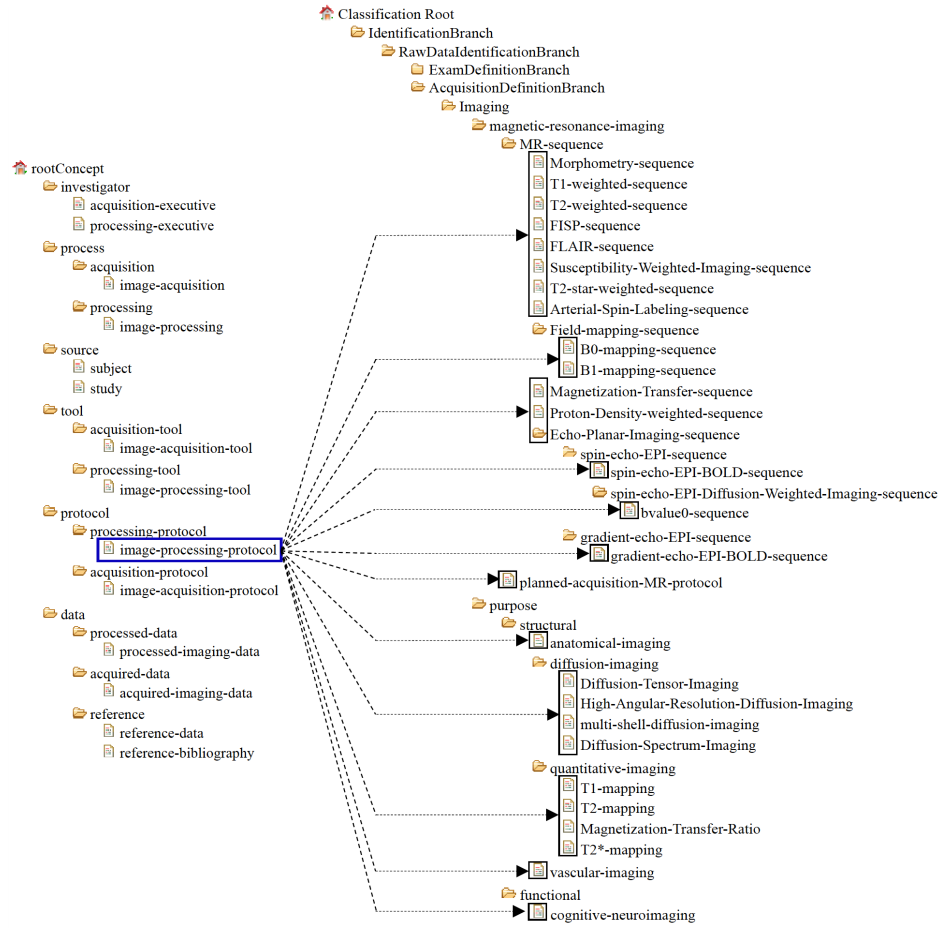 rootConcept
investigator
acquisition-executive
processing-executive
process
acquisition
image-acquisition
processing
image-processing
source
subject
study
tool
acquisition-tool
image-acquisition-tool
processing-tool
image-processing-tool
protocol
processing-protocol
image-processing-protocol
acquisition-protocol
image-acquisition-protocol
data
processed-data
processed-imaging-data
acquired-data
acquired-imaging-data
reference
reference-data
reference-bibliography
Classification Root
IdentificationBranch
RawDataIdentificationBranch
ExamDefinitionBranch
AcquisitionDefinitionBranch
Imaging
magnetic-resonance-imaging
MR-sequence
Morphometry-sequence
T1-weighted-sequence
T2-weighted-sequence
FISP-sequence
FLAIR-sequence
Susceptibility-Weighted-Imaging-sequence
T2-star-weighted-sequence
Arterial-Spin-Labeling-sequence
Field-mapping-sequence
B0-mapping-sequence
B1-mapping-sequence
Magnetization-Transfer-sequence
Proton-Density-weighted-sequence
Echo-Planar-Imaging-sequence
spin-echo-EPI-sequence
spin-echo-EPI-BOLD-sequence
spin-echo-EPI-Diffusion-Weighted-Imaging-sequence
bvalue0-sequence
gradient-echo-EPI-sequence
gradient-echo-EPI-BOLD-sequence
planned-acquisition-MR-protocol
purpose
structural
anatomical-imaging
diffusion-imaging
Diffusion-Tensor-Imaging
High-Angular-Resolution-Diffusion-Imaging
multi-shell-diffusion-imaging
Diffusion-Spectrum-Imaging
quantitative-imaging
T1-mapping
T2-mapping
Magnetization-Transfer-Ratio
T2*-mapping
vascular-imaging
functional
cognitive-neuroimaging